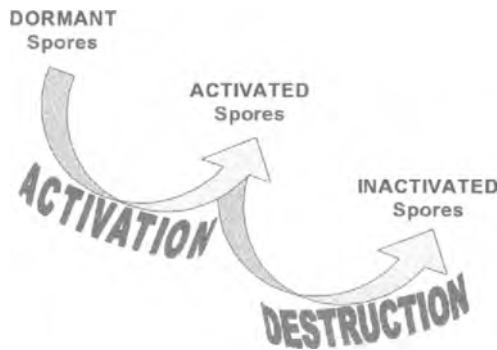 DORMANT
Spores
ACTIVATED
Spores
ACTIVATION
INACTIVATED
Spores
DESTRUCTION